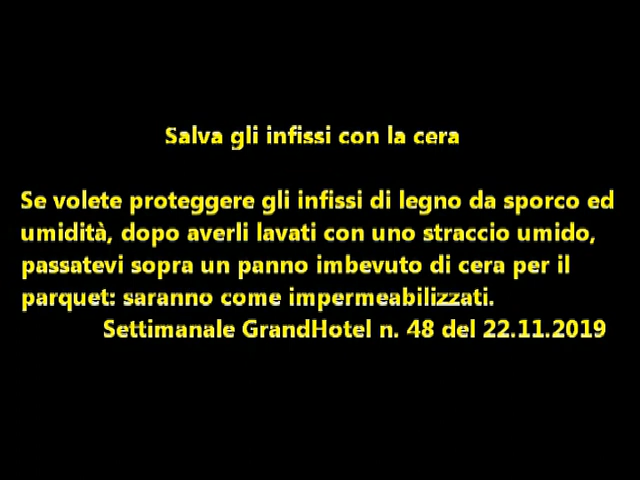 Salva gli infissi con la cera
Se volete proteggere gli infissi di legno da sporco ed
umidità, dopo averli lavati con uno straccio umido,
passatevi sopra un panno imbevuto di cera per il
parquet: saranno come impermeabilizzati.
Settimanale GrandHotel n. 48 del 22.11.2019